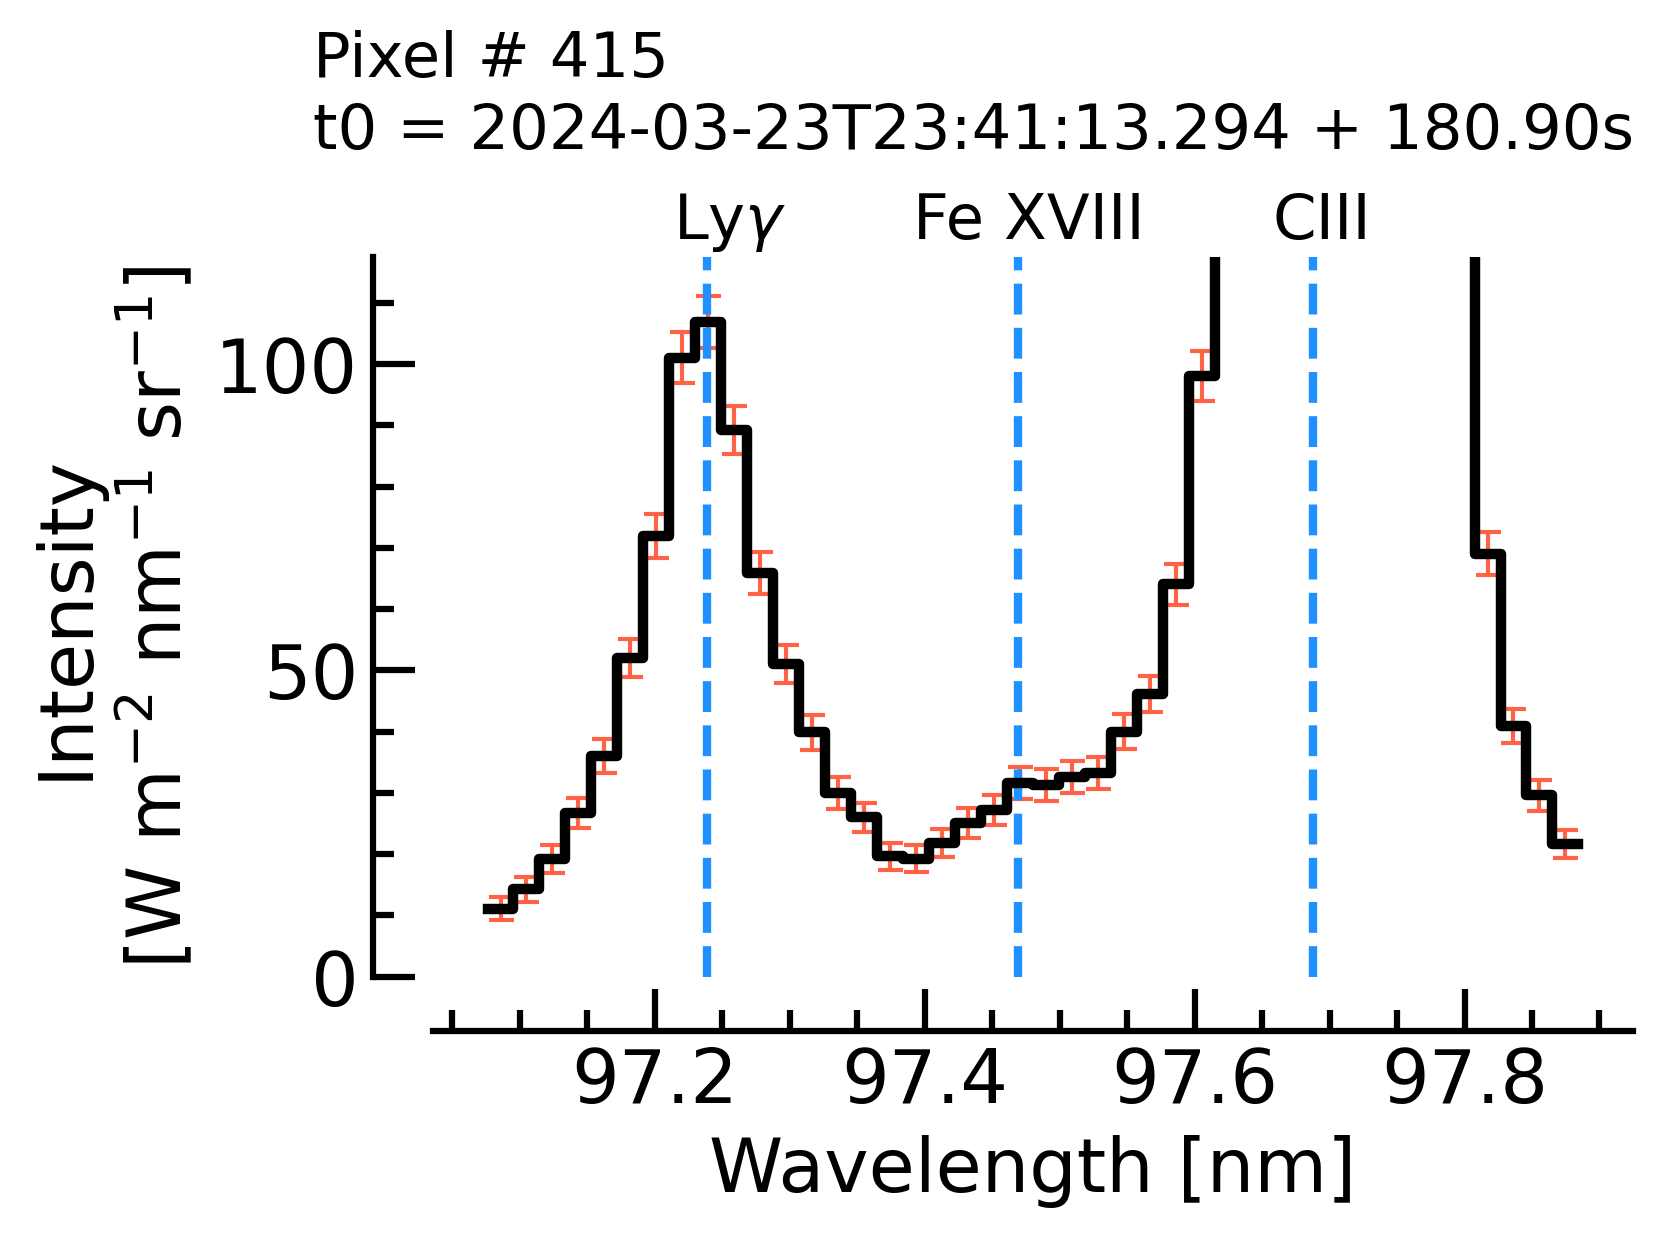 Pixel # 415
t0 = 2024-03-23T23:41:13.294 + 180.90s
Lyγ Fe XVIII CIII
Intensity
[W m⁻² nm⁻¹ sr⁻¹]
100
50
0
97.2 97.4 97.6 97.8
Wavelength [nm]